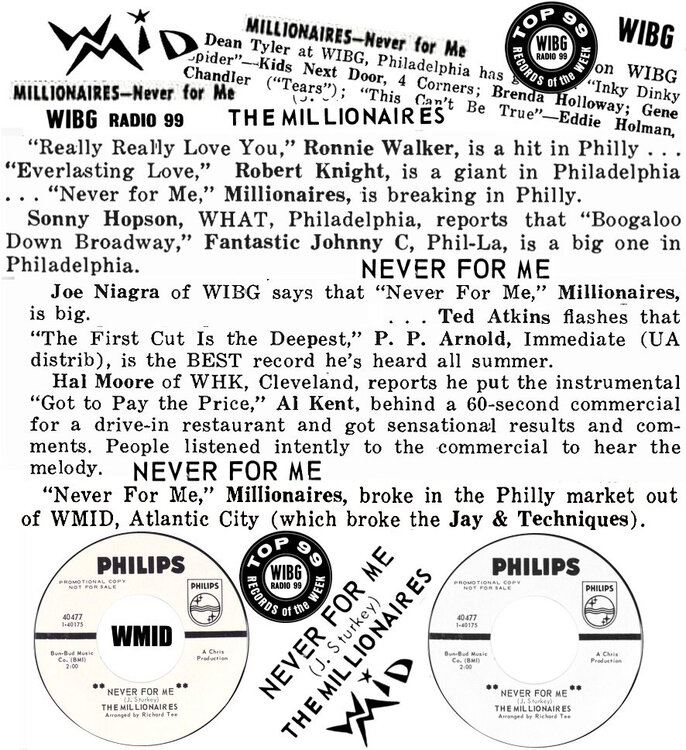 WMID
MILLIONAIRES—Never for Me
TOP 99
WIBG
RADIO 99
RECORDS of the WEEK
WIBG
Dean Tyler at WIBG, Philadelphia has
on WIBG
Spider"—Kids Next Door, 4 Corners; Brenda Holloway; Gene
"Inky Dinky
MILLIONAIRES—Never for Me
Chandler ("Tears"); "This Can't Be True"—Eddie Holman,
WIBG RADIO 99
THE MILLIONAIRES
"Really Really Love You," Ronnie Walker, is a hit in Philly . . .
"Everlasting Love," Robert Knight, is a giant in Philadelphia
. . . "Never for Me," Millionaires, is breaking in Philly.
Sonny Hopson, WHAT, Philadelphia, reports that "Boogaloo
Down Broadway," Fantastic Johnny C, Phil-La, is a big one in
Philadelphia.
NEVER FOR ME
Joe Niagra of WIBG says that "Never For Me," Millionaires,
is big. . . . Ted Atkins flashes that
"The First Cut Is the Deepest," P. P. Arnold, Immediate (UA
distrib), is the BEST record he's heard all summer.
Hal Moore of WHK, Cleveland, reports he put the instrumental
"Got to Pay the Price," Al Kent, behind a 60-second commercial
for a drive-in restaurant and got sensational results and com-
ments. People listened intently to the commercial to hear the
melody.
NEVER FOR ME
"Never For Me," Millionaires, broke in the Philly market out
of WMID, Atlantic City (which broke the Jay & Techniques).
PHILIPS
PROMOTIONAL COPY
NOT FOR SALE
PHILIPS
40477
1-40175
WMID
Bun-Bud Music
Co. (BMI)
2:00
A Chris
Production
** NEVER FOR ME **
(J. Sturkey)
THE MILLIONAIRES
Arranged by Richard Tee
TOP 99
WIBG
RADIO 99
RECORDS of the WEEK
NEVER FOR ME
(J. Sturkey)
THE MILLIONAIRES
WMID
PHILIPS
PROMOTIONAL COPY
NOT FOR SALE
PHILIPS
40477
1-40175
Bun-Bud Music
Co. (BMI)
2:00
A Chris
Production
** NEVER FOR ME **
(J. Sturkey)
THE MILLIONAIRES
Arranged by Richard Tee